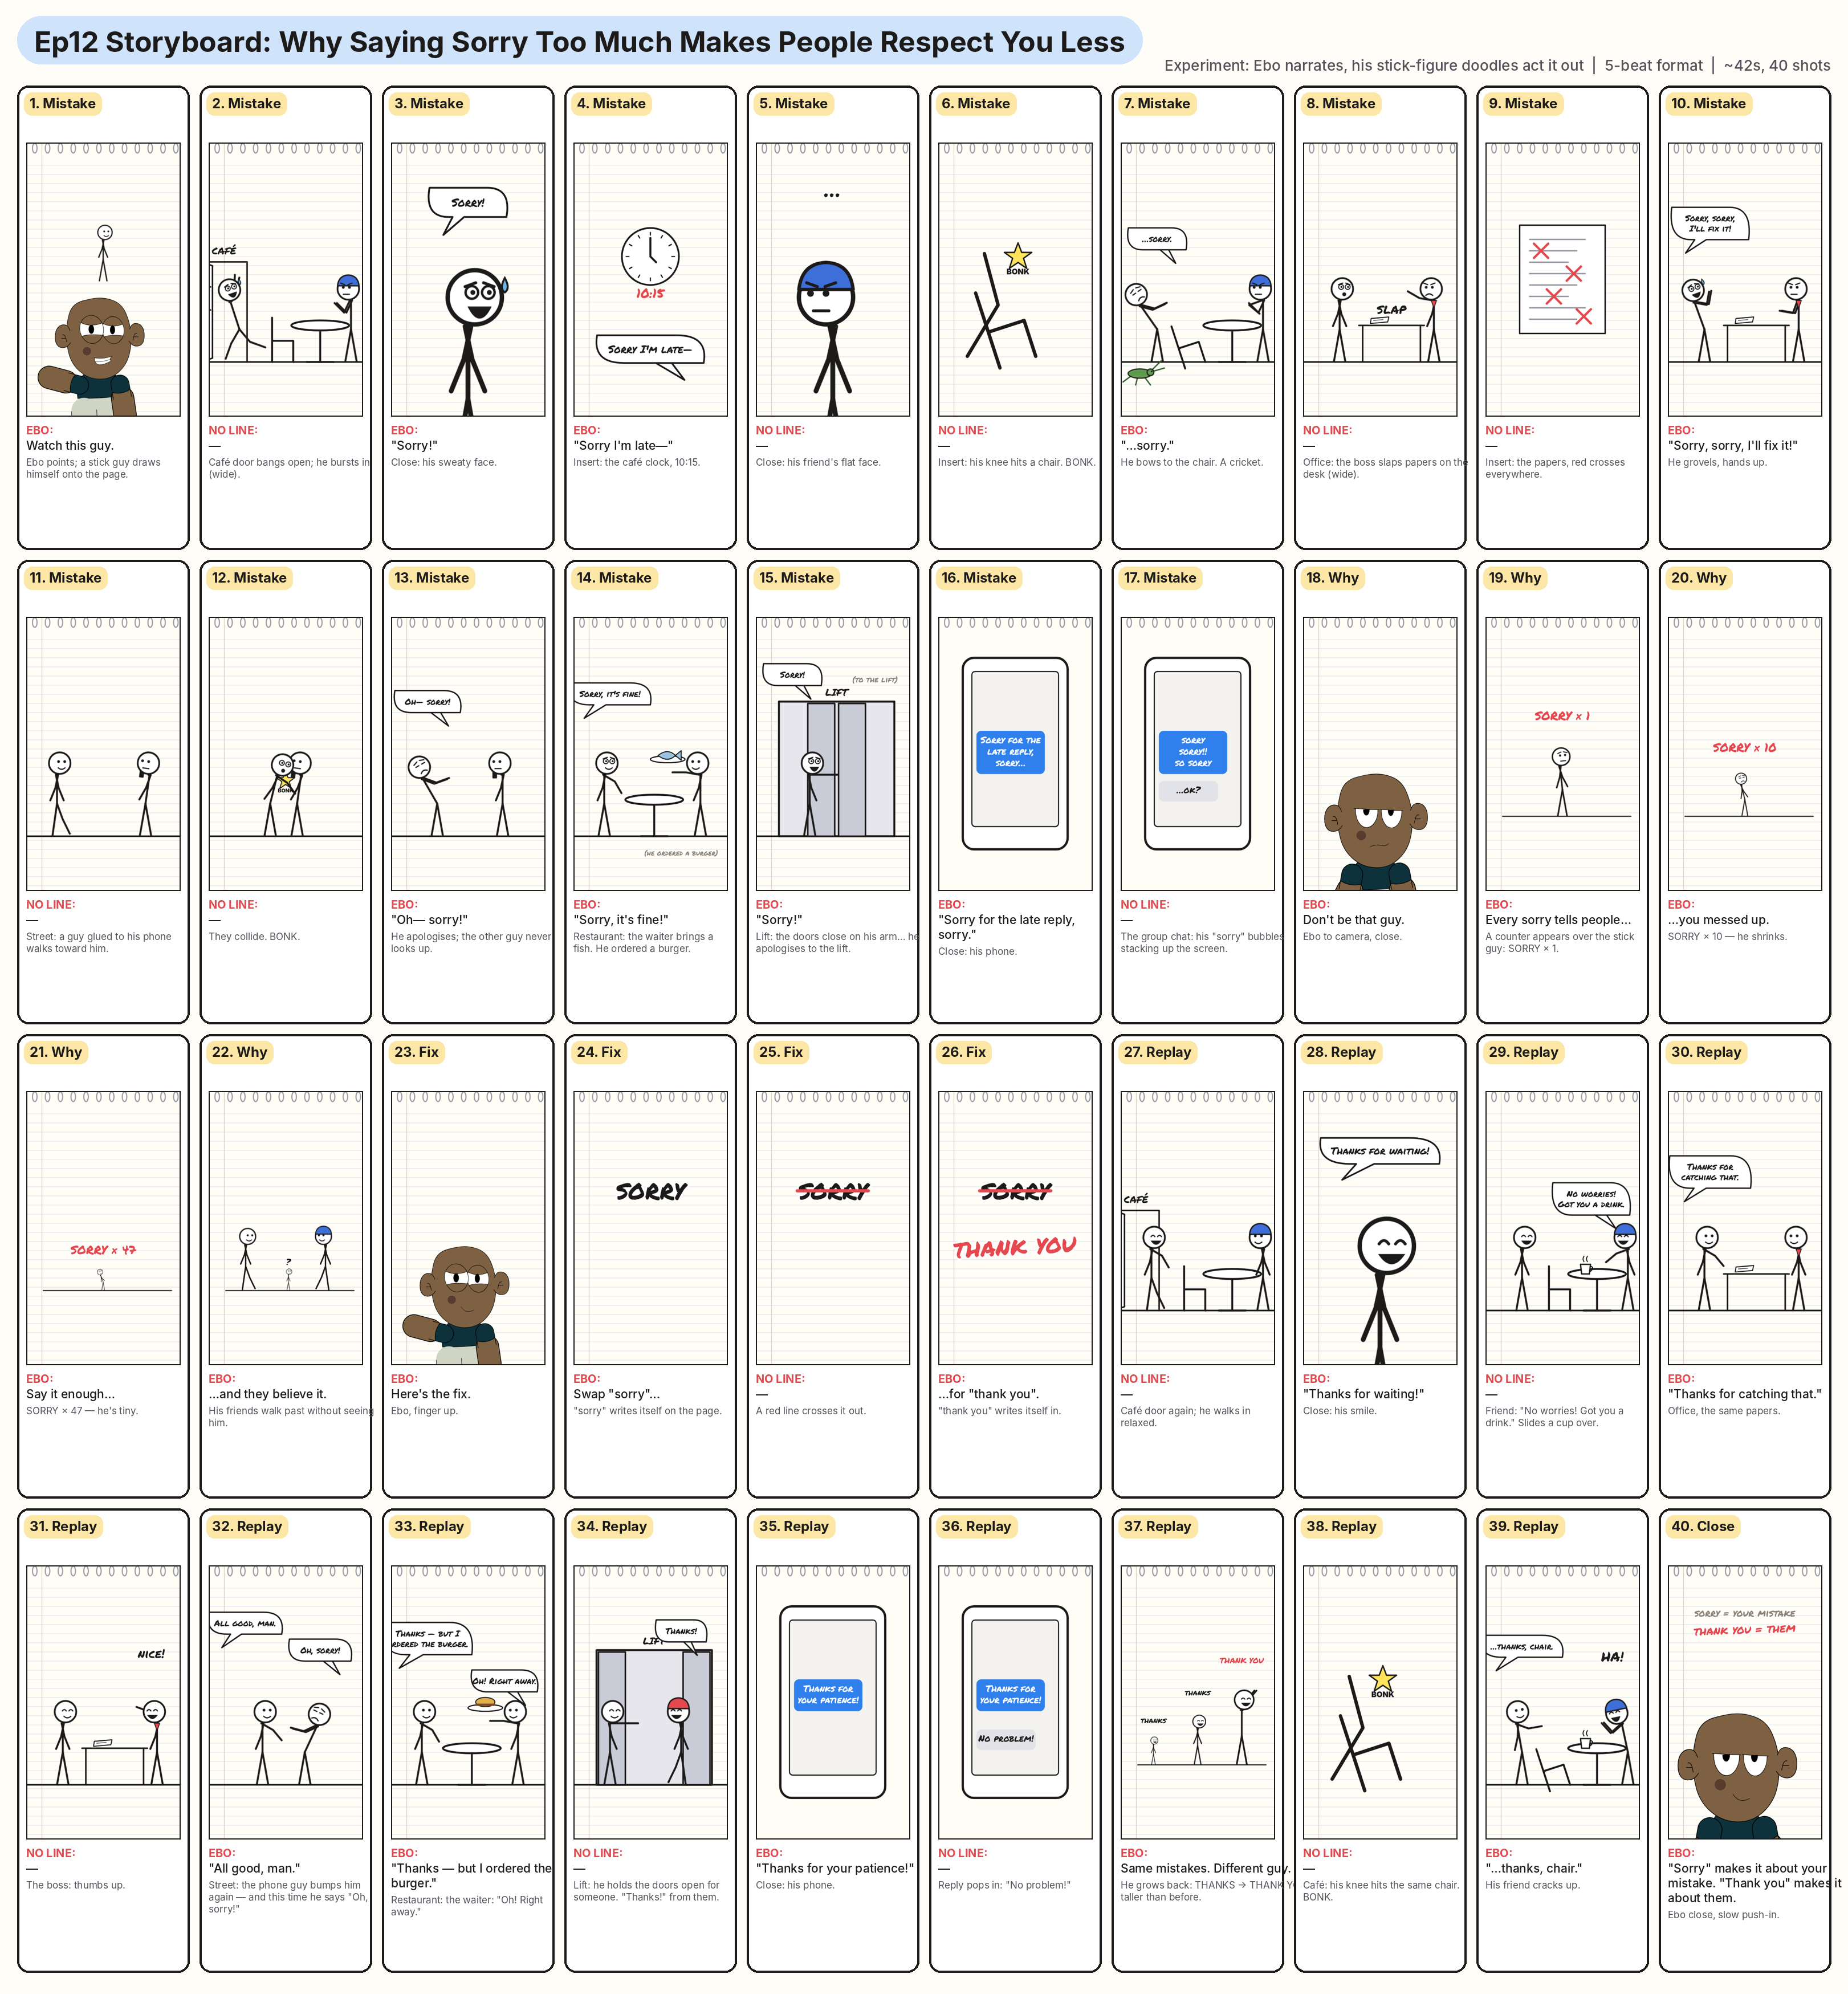 Ep12 Storyboard: Why Saying Sorry Too Much Makes People Respect You Less
Experiment: Ebo narrates, his stick-figure doodles act it out | 5-beat format | ~42s, 40 shots
1. Mistake
EBO:
Watch this guy.
Ebo points; a stick guy draws
himself onto the page.
2. Mistake
CAFÉ
NO LINE:
—
Café door bangs open; he bursts in
(wide).
3. Mistake
SORRY!
EBO:
"Sorry!"
Close: his sweaty face.
4. Mistake
10:15
SORRY I'M LATE—
EBO:
"Sorry I'm late—"
Insert: the café clock, 10:15.
5. Mistake
...
NO LINE:
—
Close: his friend's flat face.
6. Mistake
BONK
NO LINE:
—
Insert: his knee hits a chair. BONK.
7. Mistake
...SORRY.
EBO:
"...sorry."
He bows to the chair. A cricket.
8. Mistake
SLAP
NO LINE:
—
Office: the boss slaps papers on the
desk (wide).
9. Mistake
NO LINE:
—
Insert: the papers, red crosses
everywhere.
10. Mistake
SORRY, SORRY,
I'LL FIX IT!
EBO:
"Sorry, sorry, I'll fix it!"
He grovels, hands up.
11. Mistake
NO LINE:
—
Street: a guy glued to his phone
walks toward him.
12. Mistake
BONK
NO LINE:
—
They collide. BONK.
13. Mistake
OH— SORRY!
EBO:
"Oh— sorry!"
He apologises; the other guy never
looks up.
14. Mistake
SORRY, IT'S FINE!
(HE ORDERED A BURGER)
EBO:
"Sorry, it's fine!"
Restaurant: the waiter brings a
fish. He ordered a burger.
15. Mistake
SORRY!
(TO THE LIFT)
LIFT
EBO:
"Sorry!"
Lift: the doors close on his arm... he
apologises to the lift.
16. Mistake
SORRY FOR THE
LATE REPLY,
SORRY...
EBO:
"Sorry for the late reply,
sorry."
Close: his phone.
17. Mistake
SORRY
SORRY!!
SO SORRY
...OK?
NO LINE:
—
The group chat: his "sorry" bubbles
stacking up the screen.
18. Why
EBO:
Don't be that guy.
Ebo to camera, close.
19. Why
SORRY × 1
EBO:
Every sorry tells people...
A counter appears over the stick
guy: SORRY × 1.
20. Why
SORRY × 10
EBO:
...you messed up.
SORRY × 10 — he shrinks.
21. Why
SORRY × 47
EBO:
Say it enough...
SORRY × 47 — he's tiny.
22. Why
?
EBO:
...and they believe it.
His friends walk past without seeing
him.
23. Fix
EBO:
Here's the fix.
Ebo, finger up.
24. Fix
SORRY
EBO:
Swap "sorry"...
"sorry" writes itself on the page.
25. Fix
SORRY
NO LINE:
—
A red line crosses it out.
26. Fix
SORRY
THANK YOU
EBO:
...for "thank you".
"thank you" writes itself in.
27. Replay
CAFÉ
NO LINE:
—
Café door again; he walks in
relaxed.
28. Replay
THANKS FOR WAITING!
EBO:
"Thanks for waiting!"
Close: his smile.
29. Replay
NO WORRIES!
GOT YOU A DRINK.
NO LINE:
—
Friend: "No worries! Got you a
drink." Slides a cup over.
30. Replay
THANKS FOR
CATCHING THAT.
EBO:
"Thanks for catching that."
Office, the same papers.
31. Replay
NICE!
NO LINE:
—
The boss: thumbs up.
32. Replay
ALL GOOD, MAN.
OH, SORRY!
EBO:
"All good, man."
Street: the phone guy bumps him
again — and this time he says "Oh,
sorry!"
33. Replay
THANKS — BUT I
RDERED THE BURGER.
OH! RIGHT AWAY.
EBO:
"Thanks — but I ordered the
burger."
Restaurant: the waiter: "Oh! Right
away."
34. Replay
LIFT
THANKS!
NO LINE:
—
Lift: he holds the doors open for
someone. "Thanks!" from them.
35. Replay
THANKS FOR
YOUR PATIENCE!
EBO:
"Thanks for your patience!"
Close: his phone.
36. Replay
THANKS FOR
YOUR PATIENCE!
NO PROBLEM!
NO LINE:
—
Reply pops in: "No problem!"
37. Replay
THANK YOU
THANKS
THANKS
EBO:
Same mistakes. Different guy.
He grows back: THANKS → THANK Y
taller than before.
38. Replay
BONK
NO LINE:
—
Café: his knee hits the same chair.
BONK.
39. Replay
...THANKS, CHAIR.
HA!
EBO:
"...thanks, chair."
His friend cracks up.
40. Close
SORRY = YOUR MISTAKE
THANK YOU = THEM
EBO:
"Sorry" makes it about your
mistake. "Thank you" makes it
about them.
Ebo close, slow push-in.